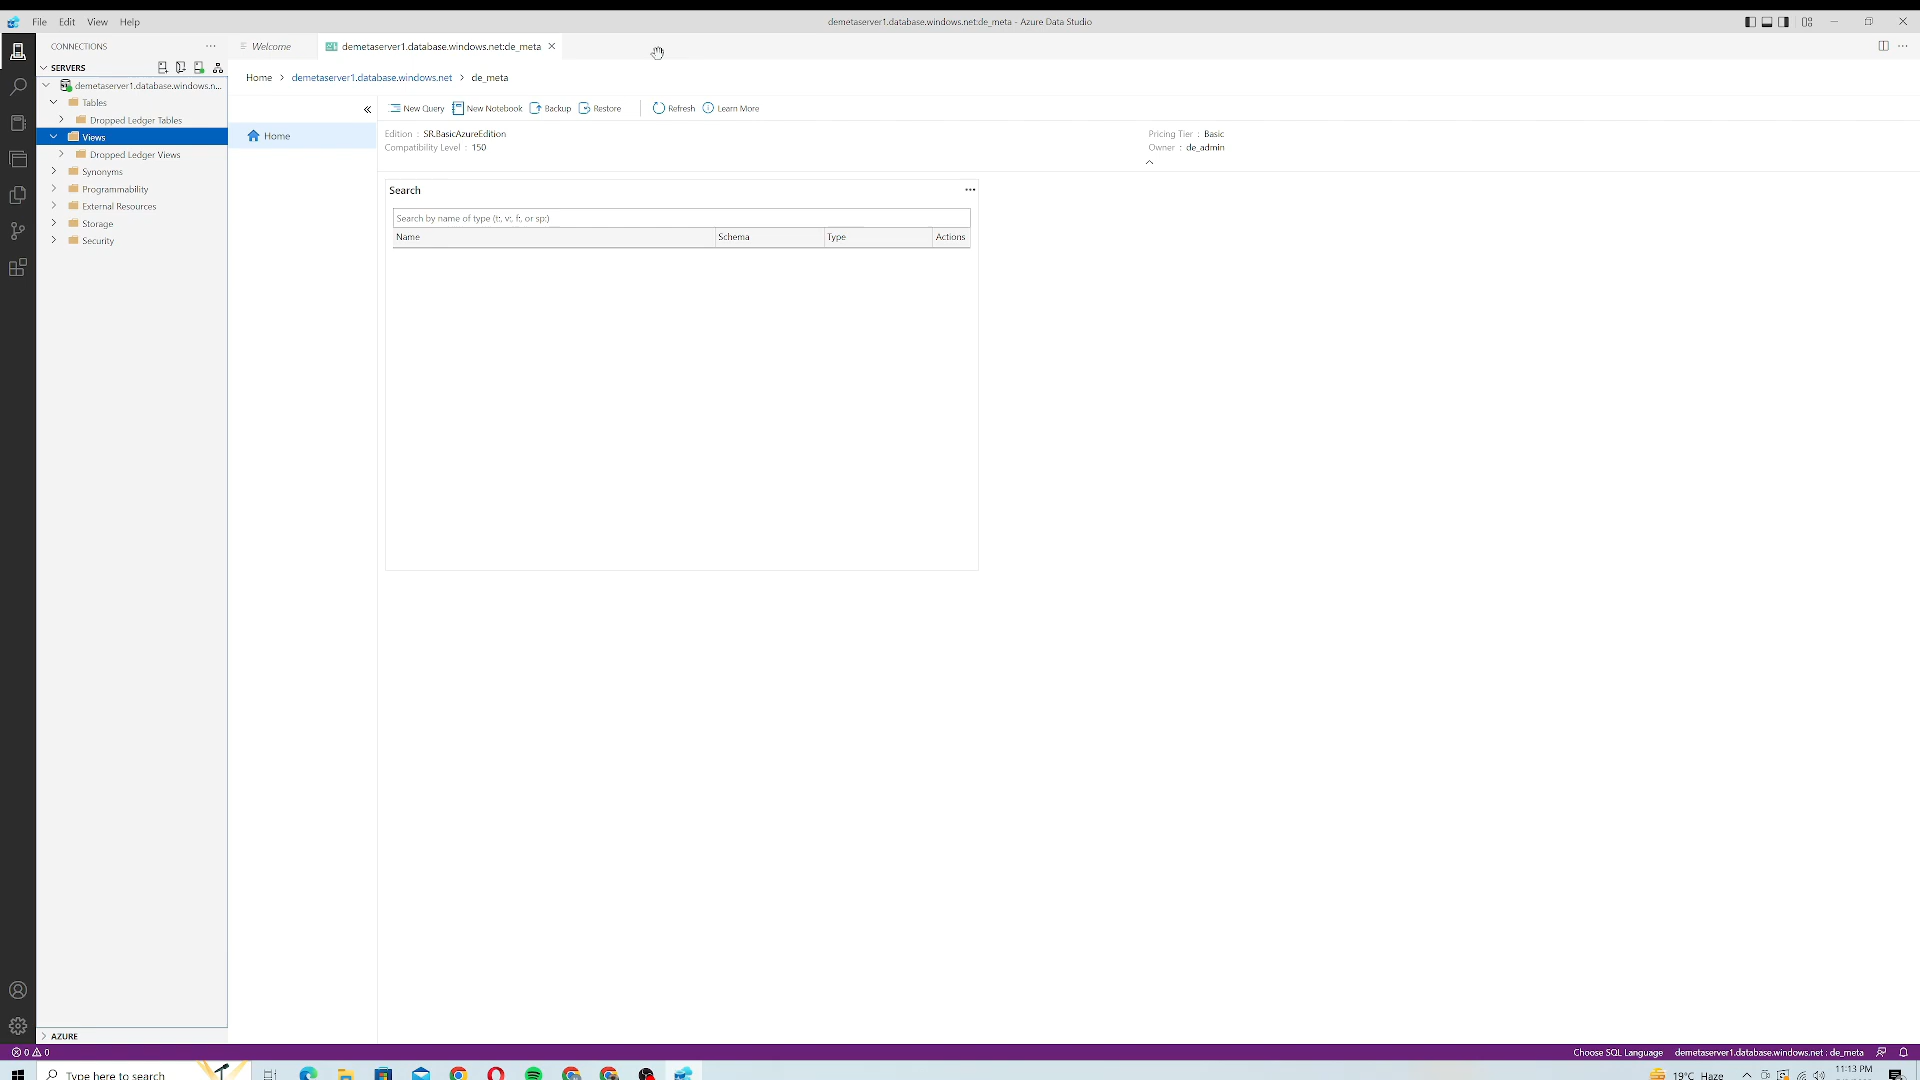 File Edit View Help
demetaserver1.database.windows.net:de_meta - Azure Data Studio
CONNECTIONS
Welcome
demetaserver1.database.windows.net:de_meta
SERVERS
demetaserver1.database.windows.n...
Tables
Dropped Ledger Tables
Views
Dropped Ledger Views
Synonyms
Programmability
External Resources
Storage
Security
AZURE
Home > demetaserver1.database.windows.net > de_meta
New Query New Notebook Backup Restore Refresh Learn More
Home
Edition : SR.BasicAzureEdition
Compatibility Level : 150
Pricing Tier : Basic
Owner : de_admin
Search
Search by name of type (t:, v:, f:, or sp:)
Name Schema Type Actions
0 0
Choose SQL Language demetaserver1.database.windows.net : de_meta
Type here to search
19°C Haze
11:13 PM